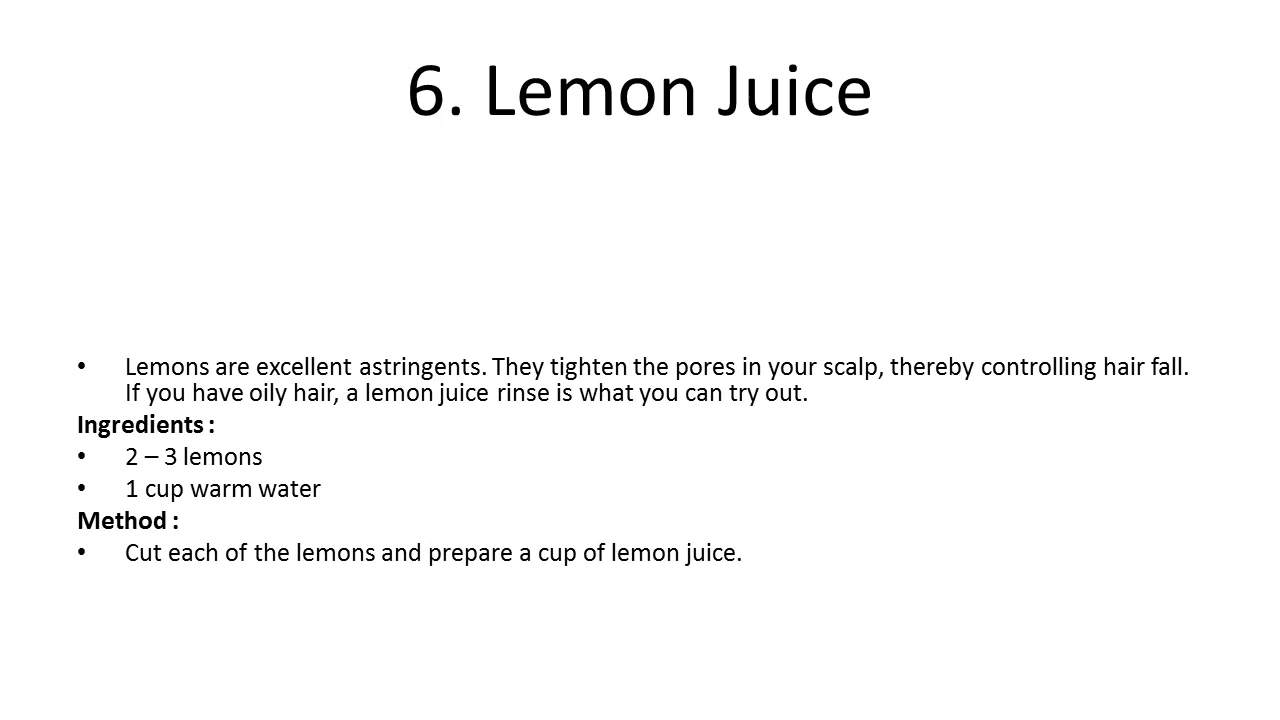 6. Lemon Juice
• Lemons are excellent astringents. They tighten the pores in your scalp, thereby controlling hair fall.
If you have oily hair, a lemon juice rinse is what you can try out.
Ingredients :
• 2 – 3 lemons
• 1 cup warm water
Method :
• Cut each of the lemons and prepare a cup of lemon juice.